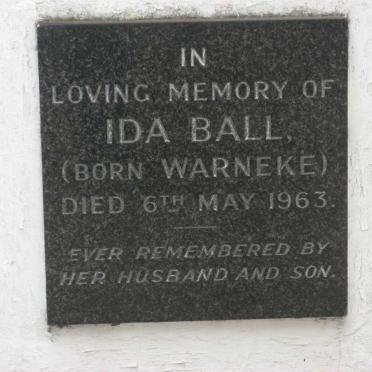 IN
LOVING MEMORY OF
IDA BALL.
(BORN WARNEKE)
DIED 6TH MAY 1963.
EVER REMEMBERED BY
HER HUSBAND AND SON.